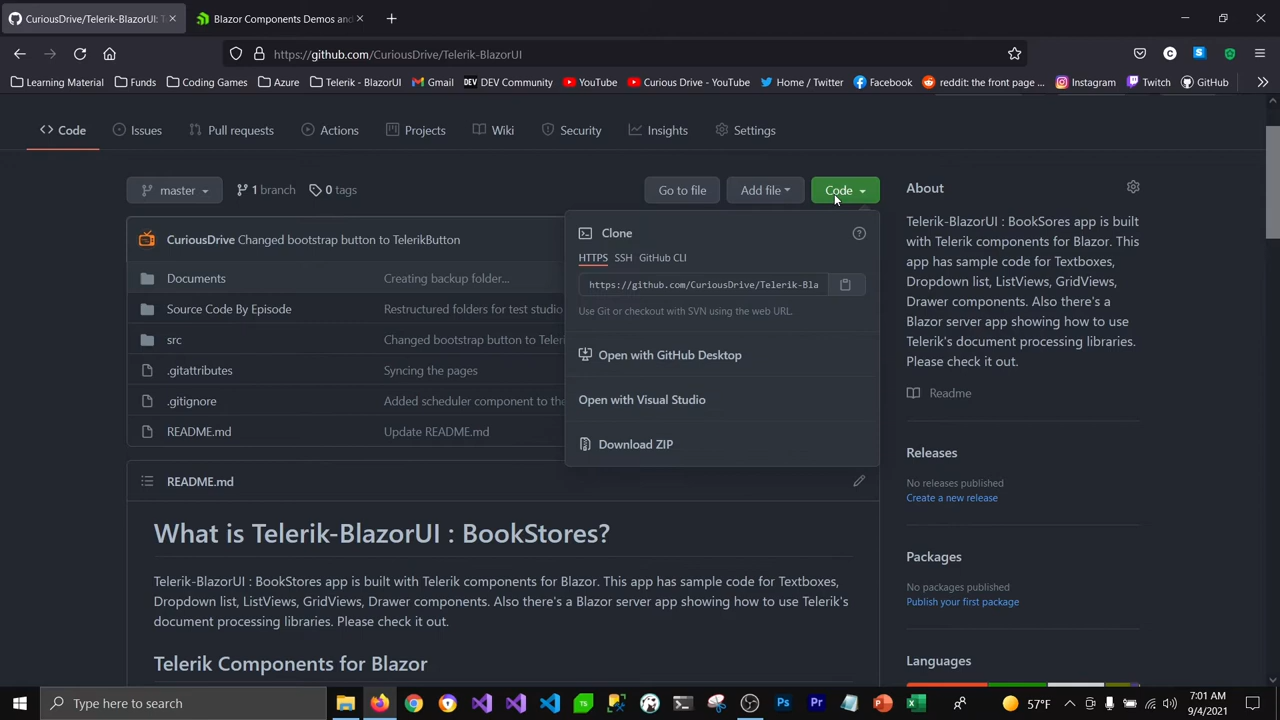 CuriousDrive/Telerik-BlazorUI: T
Blazor Components Demos and
https://github.com/CuriousDrive/Telerik-BlazorUI
Learning Material
Funds
Coding Games
Azure
Telerik - BlazorUI
Gmail
DEV Community
YouTube
Curious Drive - YouTube
Home / Twitter
Facebook
reddit: the front page ...
Instagram
Twitch
GitHub
Code
Issues
Pull requests
Actions
Projects
Wiki
Security
Insights
Settings
master
1 branch
0 tags
Go to file
Add file
Code
CuriousDrive Changed bootstrap button to TelerikButton
Documents
Creating backup folder...
Source Code By Episode
Restructured folders for test studio
src
Changed bootstrap button to Telerik
.gitattributes
Syncing the pages
.gitignore
Added scheduler component to the
README.md
Update README.md
Clone
HTTPS SSH GitHub CLI
https://github.com/CuriousDrive/Telerik-Bla
Use Git or checkout with SVN using the web URL.
Open with GitHub Desktop
Open with Visual Studio
Download ZIP
README.md
What is Telerik-BlazorUI : BookStores?
Telerik-BlazorUI : BookStores app is built with Telerik components for Blazor. This app has sample code for Textboxes,
Dropdown list, ListViews, GridViews, Drawer components. Also there's a Blazor server app showing how to use Telerik's
document processing libraries. Please check it out.
Telerik Components for Blazor
About
Telerik-BlazorUI : BookSores app is built
with Telerik components for Blazor. This
app has sample code for Textboxes,
Dropdown list, ListViews, GridViews,
Drawer components. Also there's a
Blazor server app showing how to use
Telerik's document processing libraries.
Please check it out.
Readme
Releases
No releases published
Create a new release
Packages
No packages published
Publish your first package
Languages
Type here to search
57°F
7:01 AM
9/4/2021